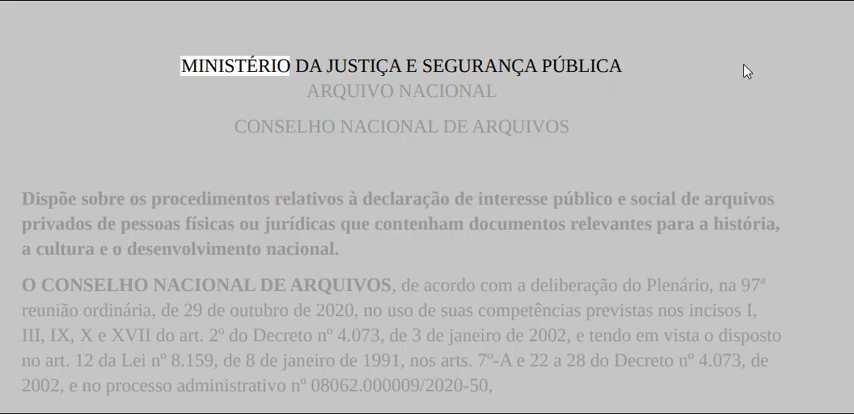 MINISTÉRIO DA JUSTIÇA E SEGURANÇA PÚBLICA
ARQUIVO NACIONAL
CONSELHO NACIONAL DE ARQUIVOS
Dispõe sobre os procedimentos relativos à declaração de interesse público e social de arquivos
privados de pessoas físicas ou jurídicas que contenham documentos relevantes para a história,
a cultura e o desenvolvimento nacional.
O CONSELHO NACIONAL DE ARQUIVOS, de acordo com a deliberação do Plenário, na 97ª
reunião ordinária, de 29 de outubro de 2020, no uso de suas competências previstas nos incisos I,
III, IX, X e XVII do art. 2º do Decreto nº 4.073, de 3 de janeiro de 2002, e tendo em vista o disposto
no art. 12 da Lei nº 8.159, de 8 de janeiro de 1991, nos arts. 7º-A e 22 a 28 do Decreto nº 4.073, de
2002, e no processo administrativo nº 08062.000009/2020-50,